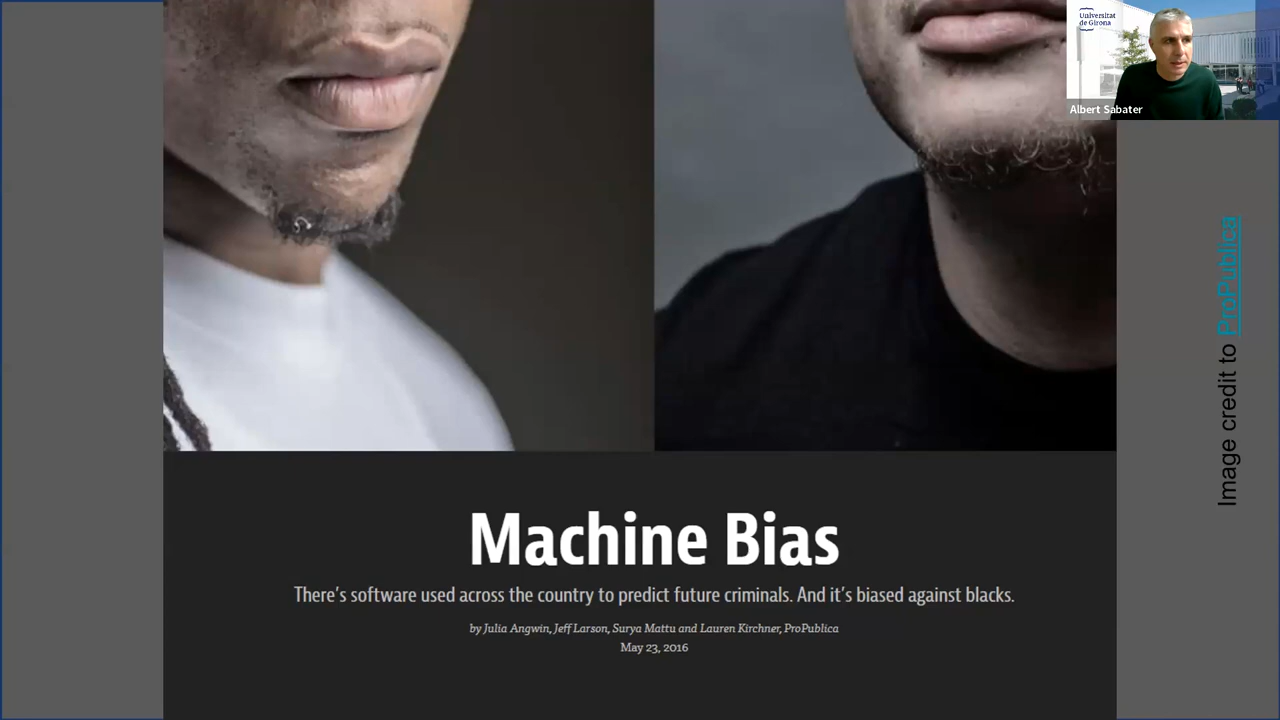 Universitat
de Girona
Albert Sabater
Image credit to ProPublica
Machine Bias
There's software used across the country to predict future criminals. And it's biased against blacks.
by Julia Angwin, Jeff Larson, Surya Mattu and Lauren Kirchner, ProPublica
May 23, 2016